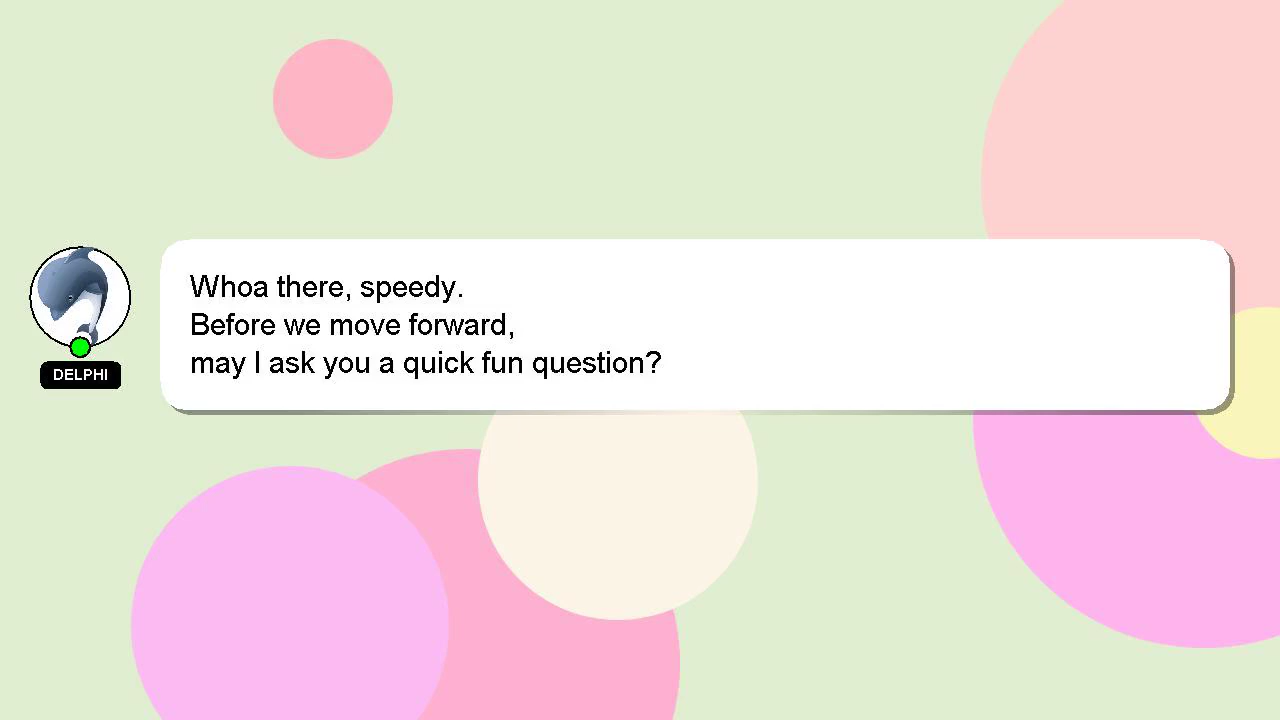 Whoa there, speedy.
Before we move forward,
may I ask you a quick fun question?
DELPHI